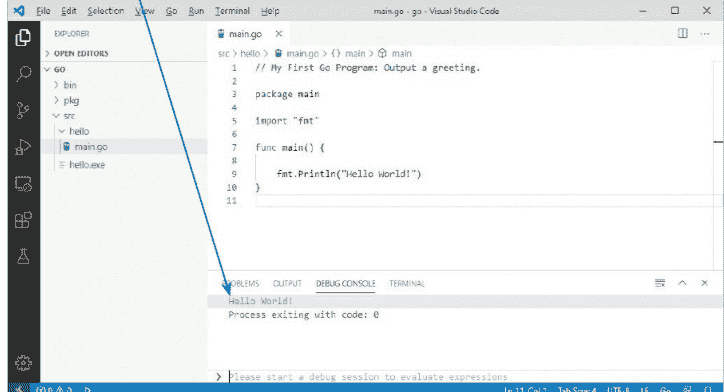 File Edit Selection View Go Run Terminal Help main.go - go - Visual Studio Code
EXPLORER
OPEN EDITORS
GO
bin
pkg
src
hello
main.go
hello.exe
main.go
src > hello > main.go > {} main > main
1 // My First Go Program: Output a greeting.
2
3 package main
4
5 import "fmt"
6
7 func main() {
8
9 fmt.Println("Hello World!")
10 }
11
OUTPUT DEBUG CONSOLE TERMINAL
Hello World!
Process exiting with code: 0
> Please start a debug session to evaluate expressions